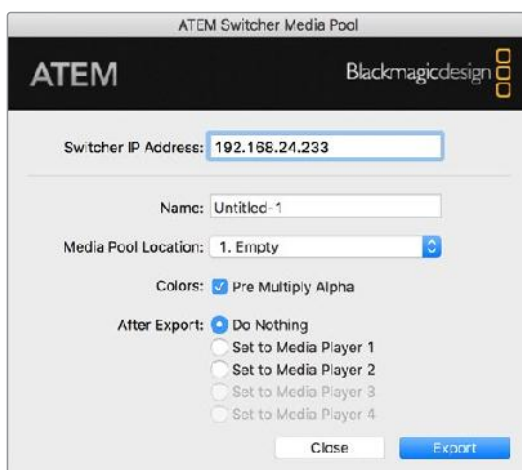 ATEM Switcher Media Pool
ATEM Blackmagicdesign
Switcher IP Address: 192.168.24.233
Name: Untitled-1
Media Pool Location: 1. Empty
Colors: Pre Multiply Alpha
After Export: Do Nothing
Set to Media Player 1
Set to Media Player 2
Set to Media Player 3
Set to Media Player 4
Close Export